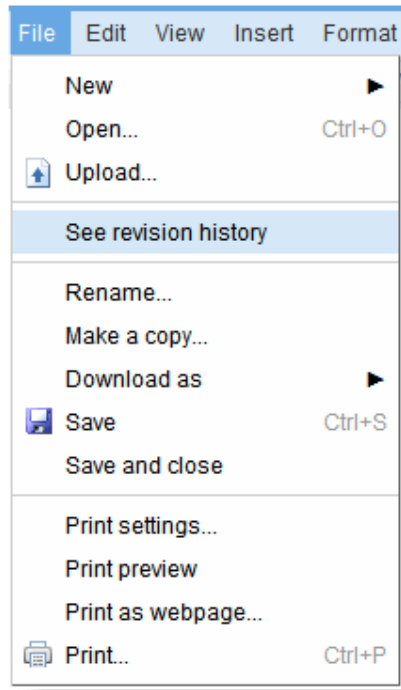 File Edit View Insert Format
New
Open... Ctrl+O
Upload...
See revision history
Rename...
Make a copy...
Download as
Save Ctrl+S
Save and close
Print settings...
Print preview
Print as webpage...
Print... Ctrl+P